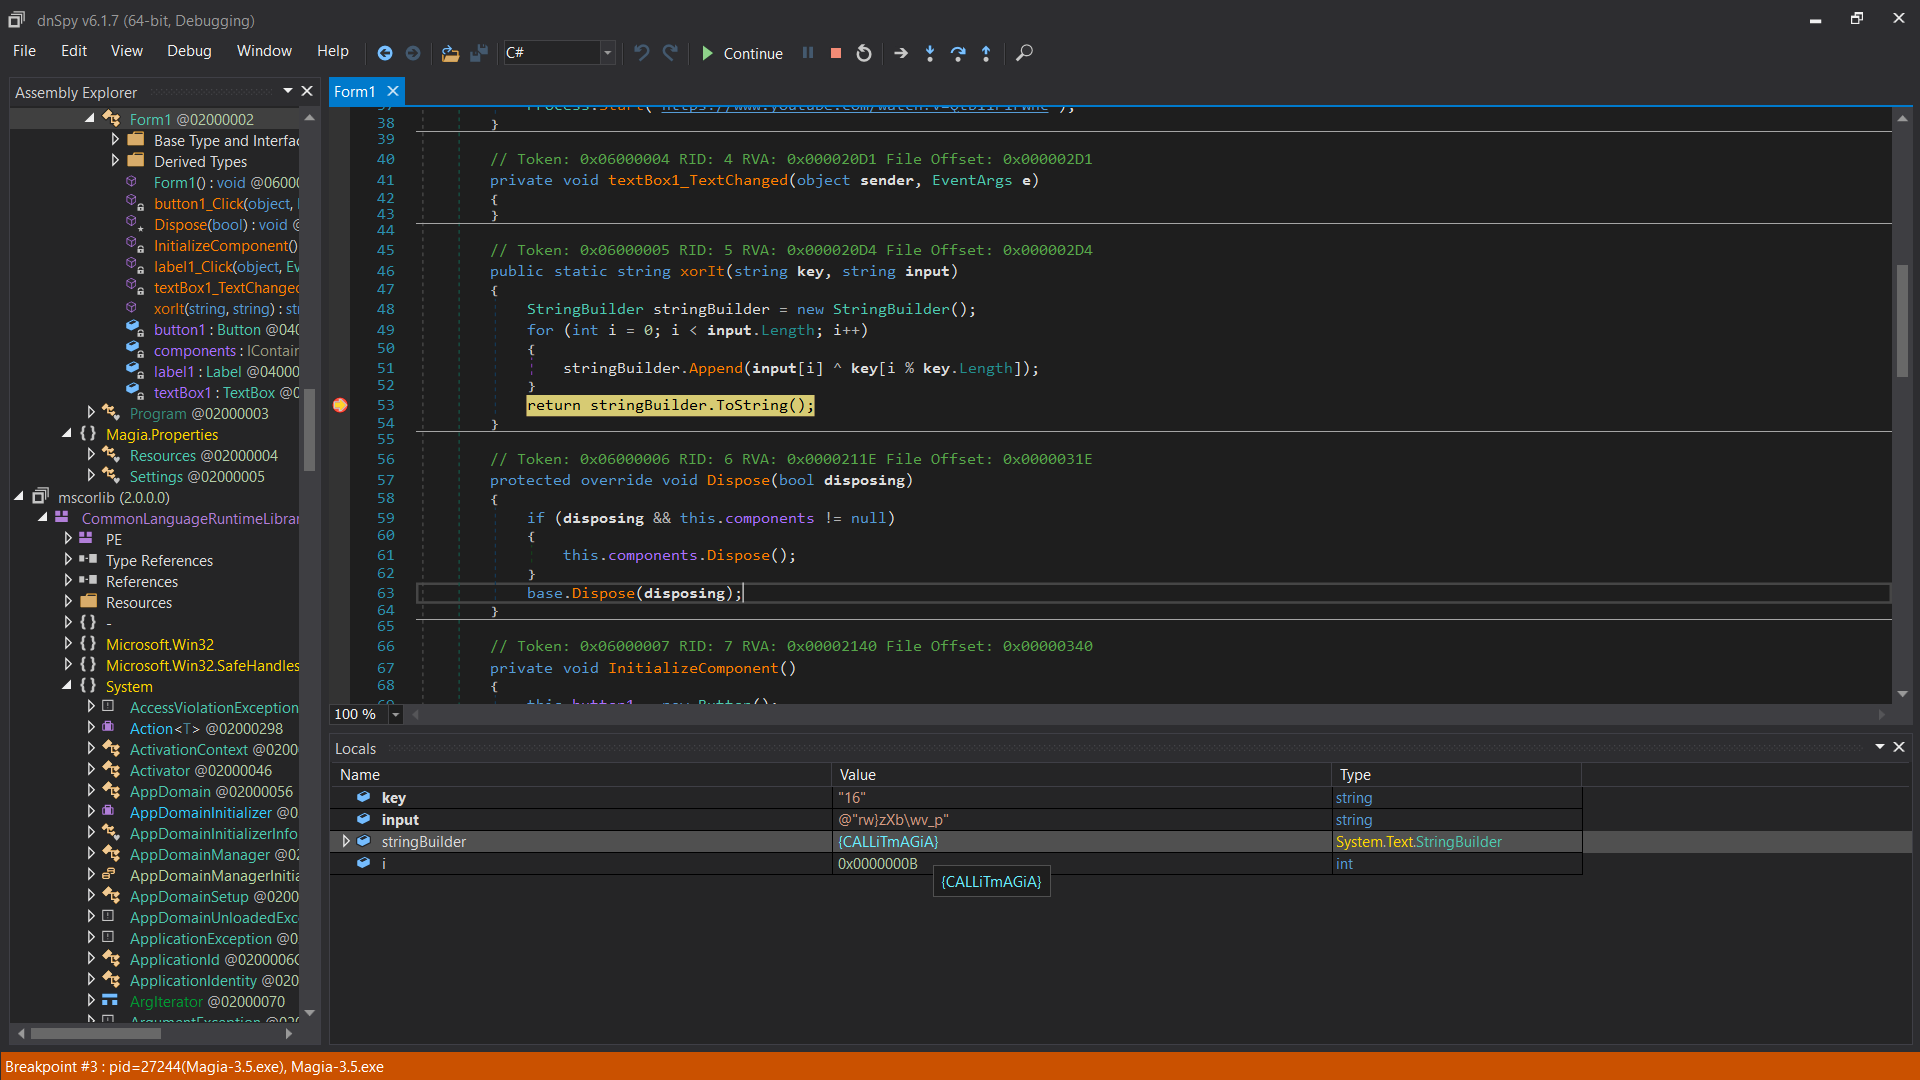 dnSpy v6.1.7 (64-bit, Debugging)
File Edit View Debug Window Help C# Continue
Assembly Explorer
Form1 @02000002
Base Type and Interfac
Derived Types
Form1() : void @0600
button1_Click(object,
Dispose(bool) : void @
InitializeComponent()
label1_Click(object, Ev
textBox1_TextChanged
xorIt(string, string) : st
button1 : Button @040
components : IContain
label1 : Label @04000
textBox1 : TextBox @0
Program @02000003
Magia.Properties
Resources @02000004
Settings @02000005
mscorlib (2.0.0.0)
CommonLanguageRuntimeLibrar
PE
Type References
References
Resources
-
Microsoft.Win32
Microsoft.Win32.SafeHandles
System
AccessViolationException
Action<T> @02000298
ActivationContext @0200
Activator @02000046
AppDomain @02000056
AppDomainInitializer @0
AppDomainInitializerInfo
AppDomainManager @02
AppDomainManagerInitia
AppDomainSetup @0200
AppDomainUnloadedExc
ApplicationException @0
ApplicationId @0200006C
ApplicationIdentity @020
ArgIterator @02000070
Form1
38 }
39
40 // Token: 0x06000004 RID: 4 RVA: 0x000020D1 File Offset: 0x000002D1
41 private void textBox1_TextChanged(object sender, EventArgs e)
42 {
43 }
44
45 // Token: 0x06000005 RID: 5 RVA: 0x000020D4 File Offset: 0x000002D4
46 public static string xorIt(string key, string input)
47 {
48 StringBuilder stringBuilder = new StringBuilder();
49 for (int i = 0; i < input.Length; i++)
50 {
51 stringBuilder.Append(input[i] ^ key[i % key.Length]);
52 }
53 return stringBuilder.ToString();
54 }
55
56 // Token: 0x06000006 RID: 6 RVA: 0x0000211E File Offset: 0x0000031E
57 protected override void Dispose(bool disposing)
58 {
59 if (disposing && this.components != null)
60 {
61 this.components.Dispose();
62 }
63 base.Dispose(disposing);
64 }
65
66 // Token: 0x06000007 RID: 7 RVA: 0x00002140 File Offset: 0x00000340
67 private void InitializeComponent()
68 {
100 %
Locals
Name Value Type
key "16" string
input @"rw}zXb\wv_p" string
stringBuilder {CALLiTmAGiA} System.Text.StringBuilder
i 0x0000000B int
{CALLiTmAGiA}
Breakpoint #3 : pid=27244(Magia-3.5.exe), Magia-3.5.exe